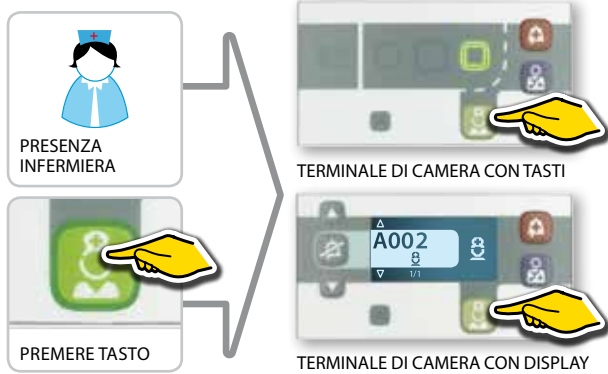 PRESENZA
INFERMIERA
PREMERE TASTO
TERMINALE DI CAMERA CON TASTI
A002
1/1
TERMINALE DI CAMERA CON DISPLAY